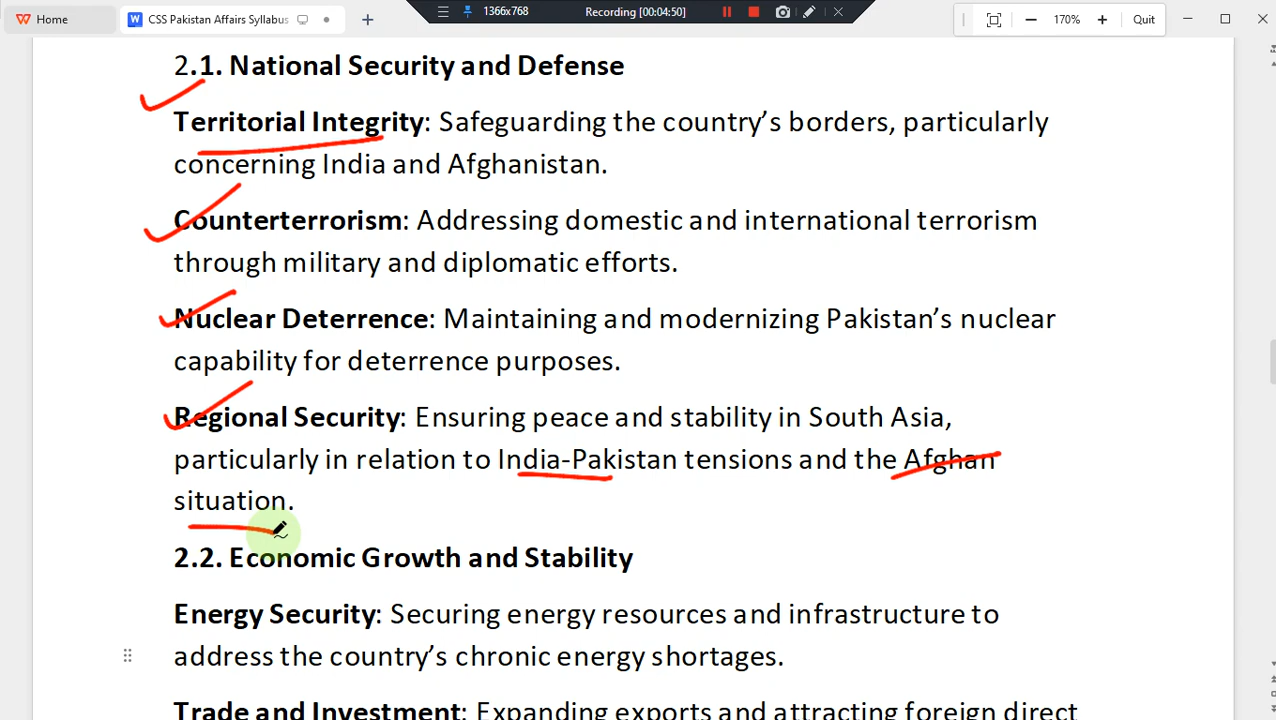 Home
CSS Pakistan Affairs Syllabus
1366x768
Recording [00:04:50]
170%
Quit
2.1. National Security and Defense
Territorial Integrity: Safeguarding the country’s borders, particularly
concerning India and Afghanistan.
Counterterrorism: Addressing domestic and international terrorism
through military and diplomatic efforts.
Nuclear Deterrence: Maintaining and modernizing Pakistan’s nuclear
capability for deterrence purposes.
Regional Security: Ensuring peace and stability in South Asia,
particularly in relation to India-Pakistan tensions and the Afghan
situation.
2.2. Economic Growth and Stability
Energy Security: Securing energy resources and infrastructure to
address the country’s chronic energy shortages.
Trade and Investment: Expanding exports and attracting foreign direct